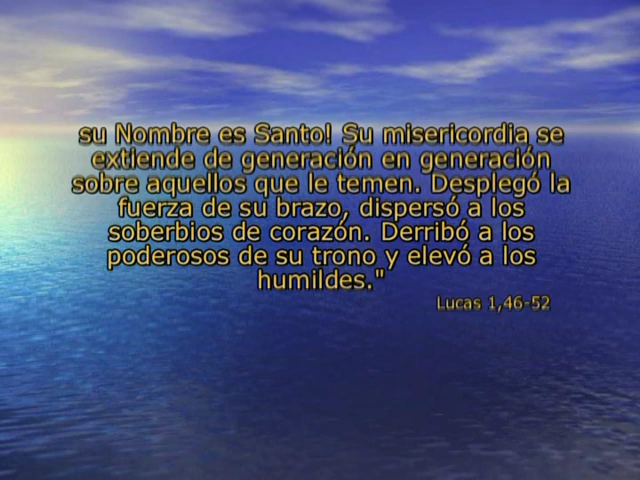 su Nombre es Santo! Su misericordia se
extiende de generación en generación
sobre aquellos que le temen. Desplegó la
fuerza de su brazo, dispersó a los
soberbios de corazón. Derribó a los
poderosos de su trono y elevó a los
humildes."
Lucas 1,46-52